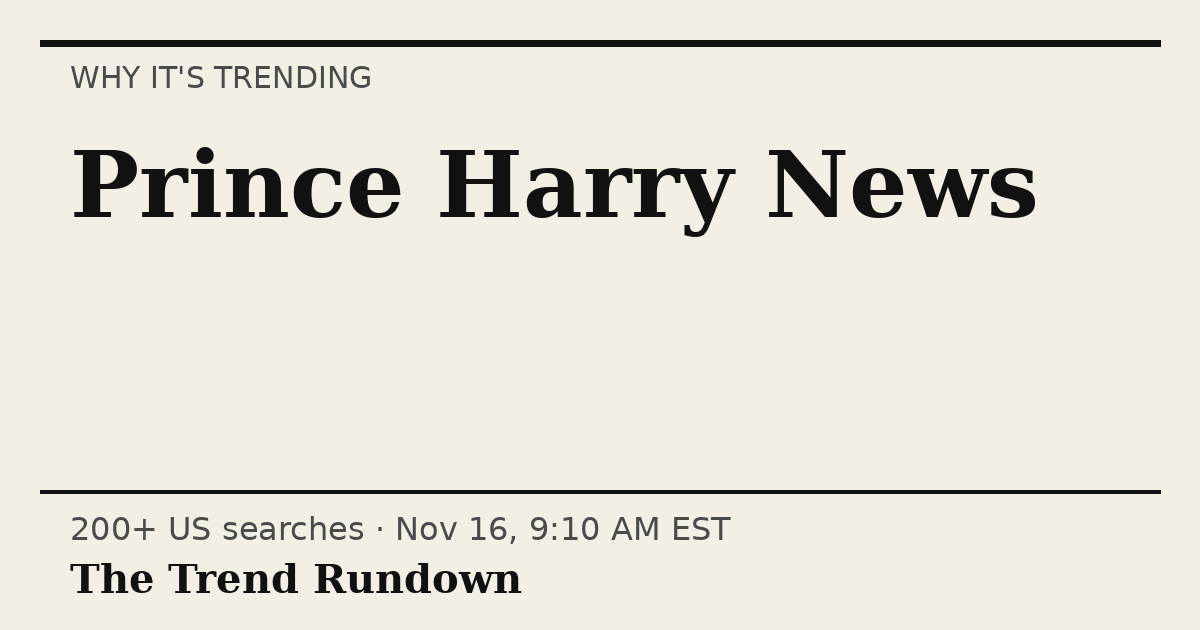 WHY IT'S TRENDING
Prince Harry News
200+ US searches · Nov 16, 9:10 AM EST
The Trend Rundown